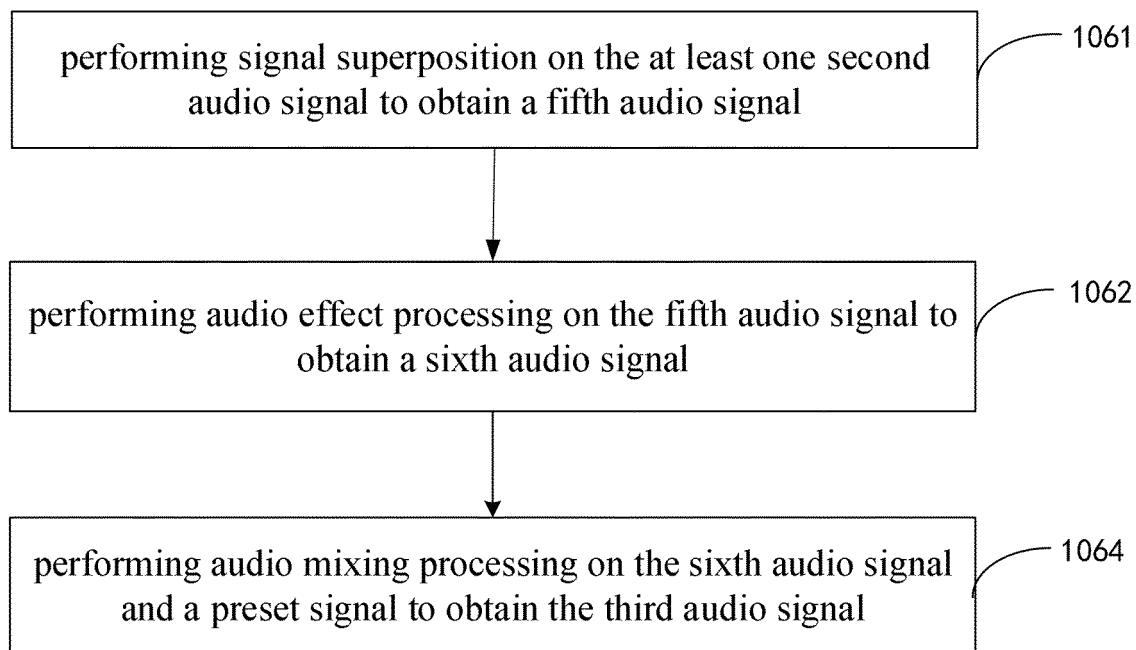 performing signal superposition on the at least one second
audio signal to obtain a fifth audio signal
1061
performing audio effect processing on the fifth audio signal to
obtain a sixth audio signal
1062
performing audio mixing processing on the sixth audio signal
and a preset signal to obtain the third audio signal
1064